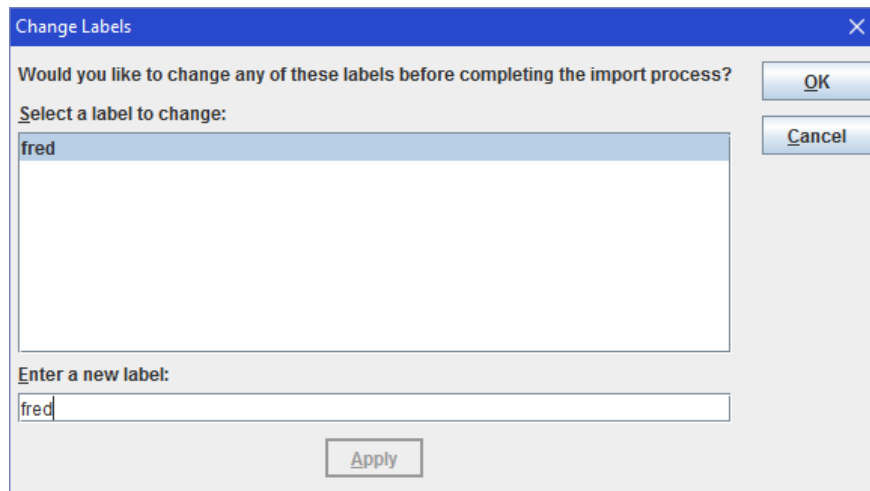 Change Labels
Would you like to change any of these labels before completing the import process?
OK
Select a label to change:
Cancel
fred
Enter a new label:
fred
Apply